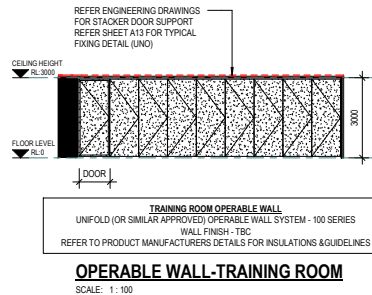 REFER ENGINEERING DRAWINGS
FOR STACKER DOOR SUPPORT
REFER SHEET A13 FOR TYPICAL
FIXING DETAIL (UNO)
CEILING HEIGHT
RL:3000
3000
FLOOR LEVEL
RL:0
DOOR
TRAINING ROOM OPERABLE WALL
UNIFOLD (OR SIMILAR APPROVED) OPERABLE WALL SYSTEM - 100 SERIES
WALL FINISH - TBC
REFER TO PRODUCT MANUFACTURERS DETAILS FOR INSULATIONS &GUIDELINES
OPERABLE WALL-TRAINING ROOM
SCALE: 1 : 100